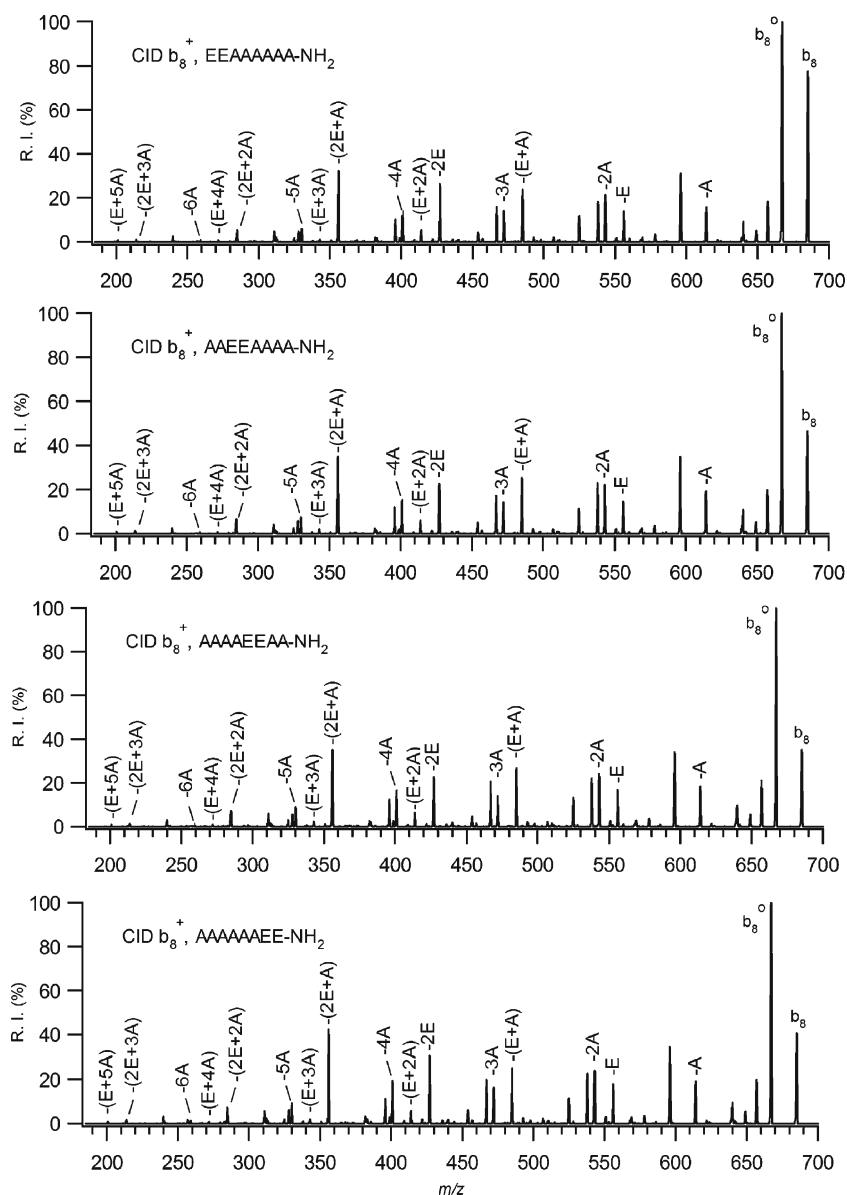 100
80
60
40
20
0
R. I. (%)
CID b₈⁺, EEAAAAAA-NH₂
-(E+5A)
-(2E+3A)
-6A
-(E+4A)
-(2E+2A)
-5A
-(E+3A)
-(2E+A)
-4A
-(E+2A)
-2E
-3A
-(E+A)
-2A
-E
-A
b₈°
b₈
200 250 300 350 400 450 500 550 600 650 700
100
80
60
40
20
0
R. I. (%)
CID b₈⁺, AAEEAAAA-NH₂
-(E+5A)
-(2E+3A)
-6A
-(E+4A)
-(2E+2A)
-5A
-(E+3A)
-(2E+A)
-4A
-(E+2A)
-2E
-3A
-(E+A)
-2A
-E
-A
b₈°
b₈
200 250 300 350 400 450 500 550 600 650 700
100
80
60
40
20
0
R. I. (%)
CID b₈⁺, AAAAEEAA-NH₂
-(E+5A)
-(2E+3A)
-6A
-(E+4A)
-(2E+2A)
-5A
-(E+3A)
-(2E+A)
-4A
-(E+2A)
-2E
-3A
-(E+A)
-2A
-E
-A
b₈°
b₈
200 250 300 350 400 450 500 550 600 650 700
100
80
60
40
20
0
R. I. (%)
CID b₈⁺, AAAAAAEE-NH₂
-(E+5A)
-(2E+3A)
-6A
-(E+4A)
-(2E+2A)
-5A
-(E+3A)
-(2E+A)
-4A
-(E+2A)
-2E
-3A
-(E+A)
-2A
-E
-A
b₈°
b₈
200 250 300 350 400 450 500 550 600 650 700
m/z